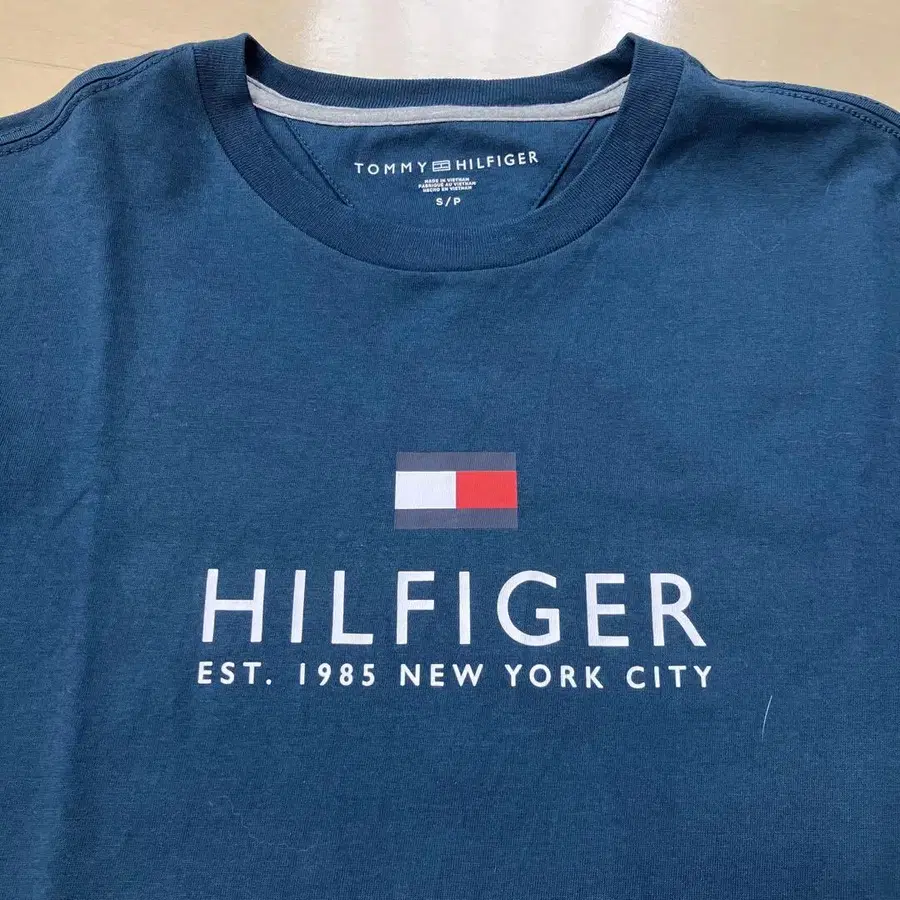 TOMMY HILFIGER
MADE IN VIETNAM
FABRIQUE AU VIETNAM
HECHO EN VIETNAM
S/P
HILFIGER
EST. 1985 NEW YORK CITY